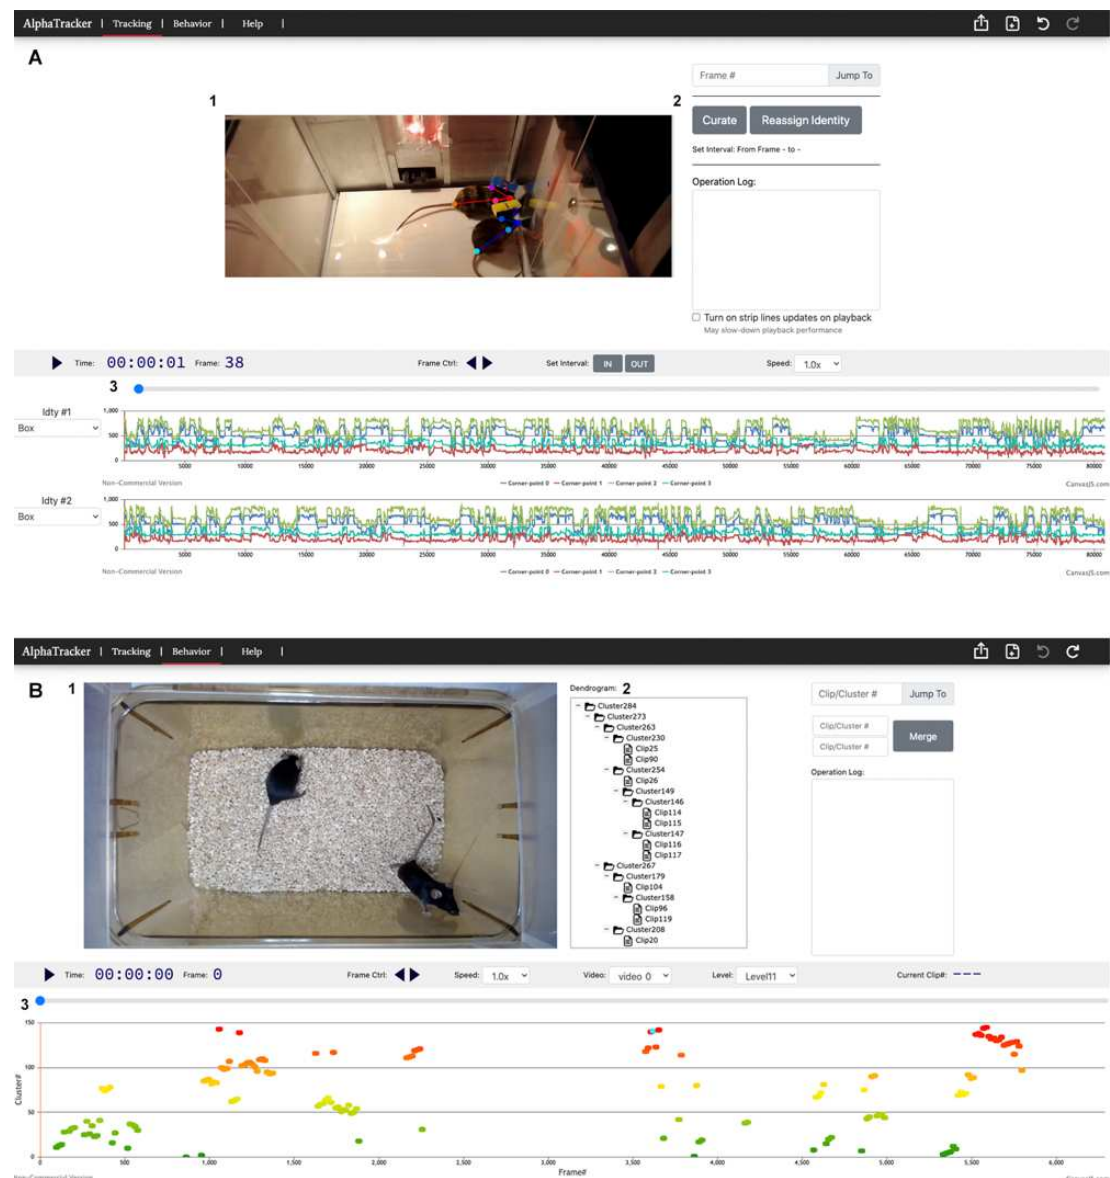 AlphaTracker | Tracking | Behavior | Help |
A
1
2
Frame #
Jump To
Curate
Reassign Identity
Set Interval: From Frame - to -
Operation Log:
Turn on strip lines updates on playback
May slow-down playback performance
Time: 00:00:01 Frame: 38 Frame Ctrl: Set Interval: IN OUT Speed: 1.0x
3
Idty #1
Box
1,000
500
0
5000 10000 15000 20000 25000 30000 35000 40000 45000 50000 55000 60000 65000 70000 75000 80000
Non-Commercial Version
Corner-point 0 Corner-point 1 Corner-point 2 Corner-point 3
CanvasJS.com
Idty #2
Box
1,000
500
0
5000 10000 15000 20000 25000 30000 35000 40000 45000 50000 55000 60000 65000 70000 75000 80000
Non-Commercial Version
Corner-point 0 Corner-point 1 Corner-point 2 Corner-point 3
CanvasJS.com
AlphaTracker | Tracking | Behavior | Help |
B
1
Dendrogram: 2
Cluster284
Cluster273
Cluster263
Cluster230
Clip25
Clip90
Cluster254
Clip26
Cluster149
Cluster146
Clip114
Clip115
Cluster147
Clip116
Clip117
Cluster267
Cluster179
Clip104
Cluster158
Clip96
Clip119
Cluster208
Clip20
Clip/Cluster #
Jump To
Clip/Cluster #
Clip/Cluster #
Merge
Operation Log:
Time: 00:00:00 Frame: 0 Frame Ctrl: Speed: 1.0x Video: video 0 Level: Level11 Current Clip#: ---
3
150
100
50
0
Cluster#
0 500 1,000 1,500 2,000 2,500 3,000 3,500 4,000 4,500 5,000 5,500 6,000
Frame#
Non-Commercial Version
CanvasJS.com